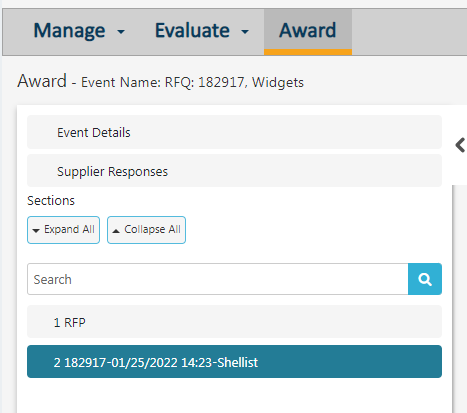 Manage Evaluate Award
Award - Event Name: RFQ: 182917, Widgets
Event Details
Supplier Responses
Sections
Expand All Collapse All
Search
1 RFP
2 182917-01/25/2022 14:23-Shellist